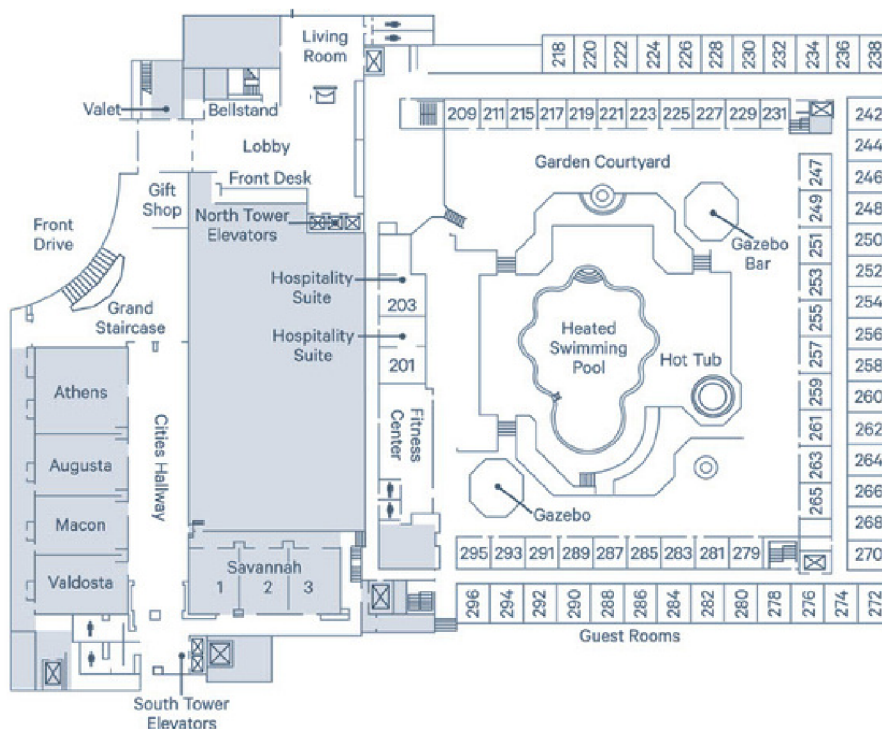 Living
Room
218 220 222 224 226 228 230 232 234 236 238
Valet
Bellstand
209 211 215 217 219 221 223 225 227 229 231
242
Lobby
Garden Courtyard
244
Front Desk
247
246
Gift
Shop
249
248
North Tower
Elevators
Front
Drive
Gazebo
Bar
251
250
Hospitality
Suite
253
252
203
254
Grand
Staircase
255
Hospitality
Suite
Heated
Swimming
Pool
256
257
Hot Tub
201
258
Athens
259
260
Fitness
Center
Cities Hallway
261
262
Augusta
263
264
265
266
Gazebo
Macon
268
295 293 291 289 287 285 283 281 279
270
Savannah
Valdosta
1 2 3
296 294 292 290 288 286 284 282 280 278 276 274 272
Guest Rooms
South Tower
Elevators